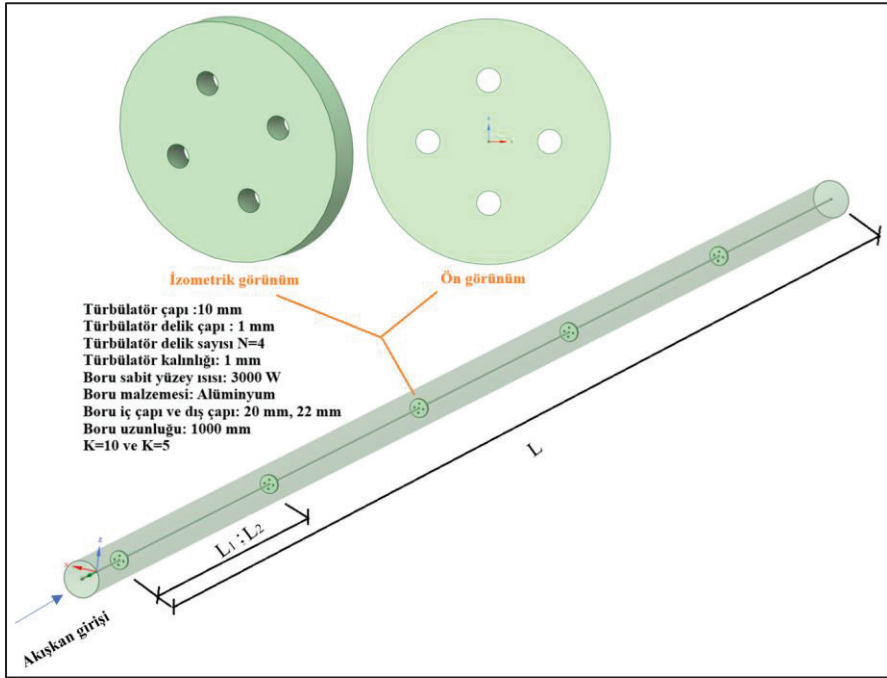 İzometrik görünüm
Ön görünüm
Türbülatör çapı :10 mm
Türbülatör delik çapı : 1 mm
Türbülatör delik sayısı N=4
Türbülatör kalınlığı: 1 mm
Boru sabit yüzey ısısı: 3000 W
Boru malzemesi: Alüminyum
Boru iç çapı ve dış çapı: 20 mm, 22 mm
Boru uzunluğu: 1000 mm
K=10 ve K=5
L
L₁ ; L₂
z
x
Akışkan girişi